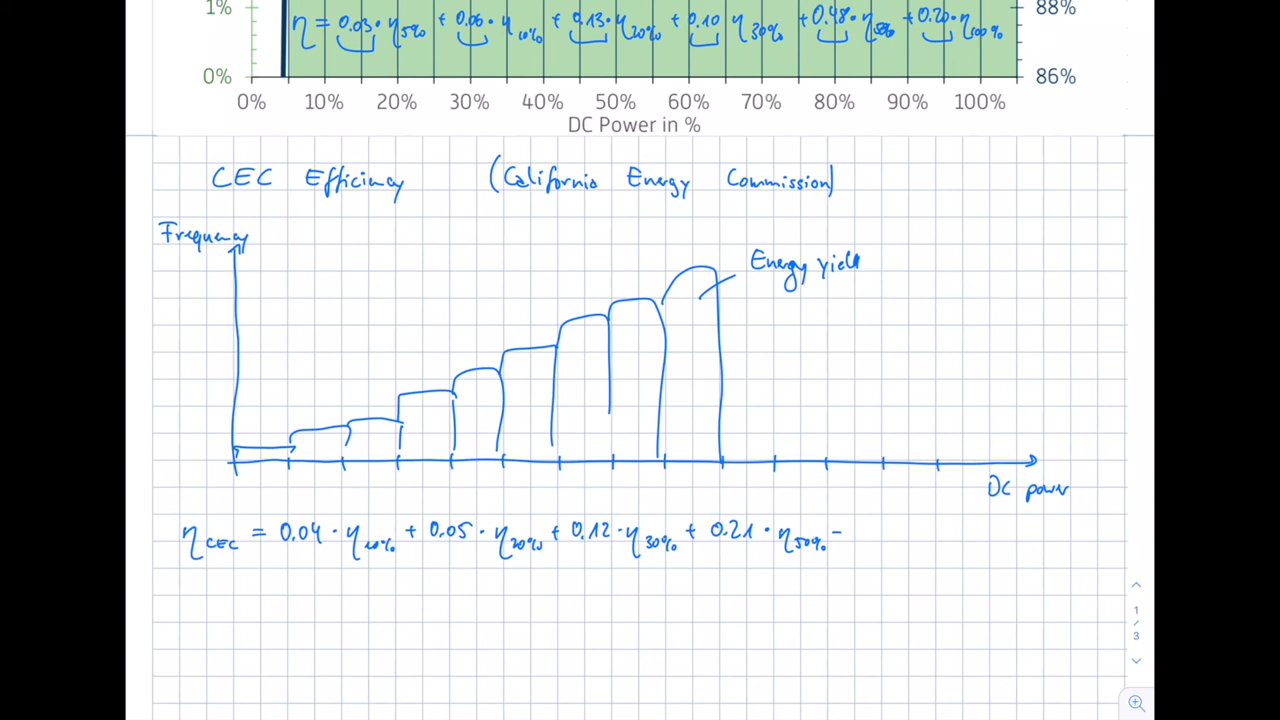 1% 88%
η = 0.03 · η5% + 0.06 · η10% + 0.13 · η20% + 0.10 η30% + 0.48 · η50% + 0.20 · η100%
0% 86%
0% 10% 20% 30% 40% 50% 60% 70% 80% 90% 100%
DC Power in %
CEC Efficiency (California Energy Commission)
Frequency
Energy yield
DC power
ηCEC = 0.04 · η10% + 0.05 · η20% + 0.12 · η30% + 0.21 · η50% -
1
/
3